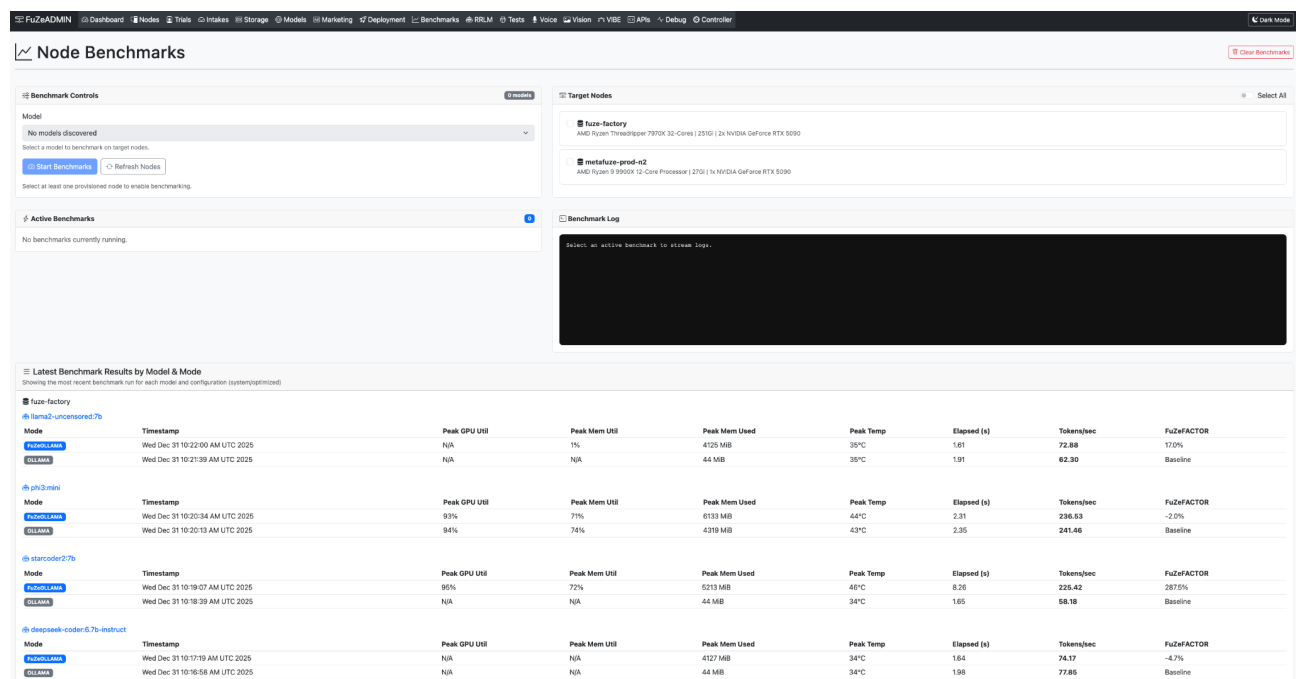 FuZeADMIN Dashboard Nodes Trials Intakes Storage Models Marketing Deployment Benchmarks RRLM Tests Voice Vision VIBE APIs Debug Controller Dark Mode
Node Benchmarks
Clear Benchmarks
Benchmark Controls 0 models
Model
No models discovered
Select a model to benchmark on target nodes.
Start Benchmarks Refresh Nodes
Select at least one provisioned node to enable benchmarking.
Target Nodes Select All
fuze-factory
AMD Ryzen Threadripper 7970X 32-Cores | 251Gi | 2x NVIDIA GeForce RTX 5090
metafuze-prod-n2
AMD Ryzen 9 9900X 12-Core Processor | 27Gi | 1x NVIDIA GeForce RTX 5090
Active Benchmarks 0
No benchmarks currently running.
Benchmark Log
Select an active benchmark to stream logs.
Latest Benchmark Results by Model & Mode
Showing the most recent benchmark run for each model and configuration (system/optimized)
fuze-factory
llama2-uncensored:7b
Mode Timestamp Peak GPU Util Peak Mem Util Peak Mem Used Peak Temp Elapsed (s) Tokens/sec FuZeFACTOR
FuZeOLLAMA Wed Dec 31 10:22:00 AM UTC 2025 N/A 1% 4125 MiB 35°C 1.61 72.88 17.0%
OLLAMA Wed Dec 31 10:21:39 AM UTC 2025 N/A N/A 44 MiB 35°C 1.91 62.30 Baseline
phi3:mini
Mode Timestamp Peak GPU Util Peak Mem Util Peak Mem Used Peak Temp Elapsed (s) Tokens/sec FuZeFACTOR
FuZeOLLAMA Wed Dec 31 10:20:34 AM UTC 2025 93% 71% 6133 MiB 44°C 2.31 236.53 -2.0%
OLLAMA Wed Dec 31 10:20:13 AM UTC 2025 94% 74% 4319 MiB 43°C 2.35 241.46 Baseline
starcoder2:7b
Mode Timestamp Peak GPU Util Peak Mem Util Peak Mem Used Peak Temp Elapsed (s) Tokens/sec FuZeFACTOR
FuZeOLLAMA Wed Dec 31 10:19:07 AM UTC 2025 95% 72% 5213 MiB 46°C 8.26 225.42 287.5%
OLLAMA Wed Dec 31 10:18:39 AM UTC 2025 N/A N/A 44 MiB 34°C 1.65 58.18 Baseline
deepseek-coder:6.7b-instruct
Mode Timestamp Peak GPU Util Peak Mem Util Peak Mem Used Peak Temp Elapsed (s) Tokens/sec FuZeFACTOR
FuZeOLLAMA Wed Dec 31 10:17:19 AM UTC 2025 N/A N/A 4127 MiB 34°C 1.64 74.17 -4.7%
OLLAMA Wed Dec 31 10:16:58 AM UTC 2025 N/A N/A 44 MiB 34°C 1.98 77.85 Baseline